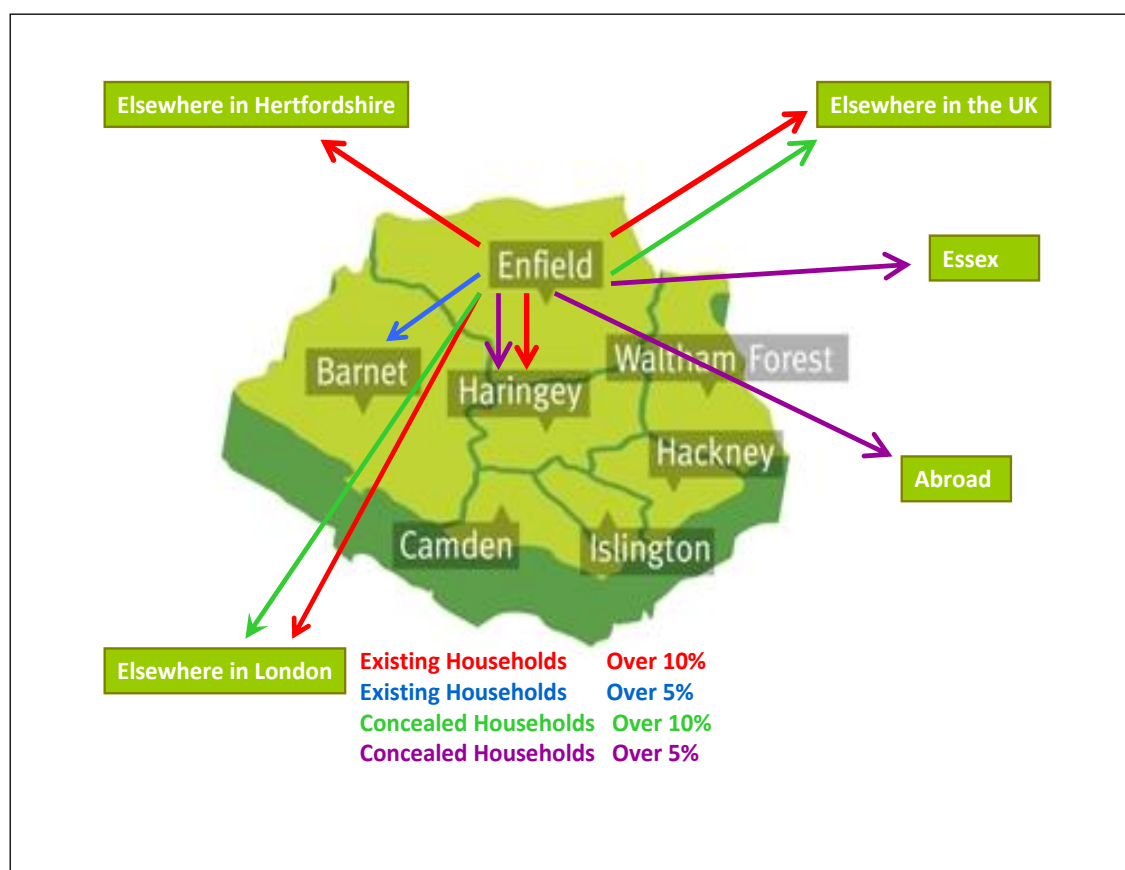 Elsewhere in Hertfordshire
Elsewhere in the UK
Enfield
Essex
Waltham Forest
Barnet
Haringey
Hackney
Abroad
Camden
Islington
Elsewhere in London
Existing Households Over 10%
Existing Households Over 5%
Concealed Households Over 10%
Concealed Households Over 5%